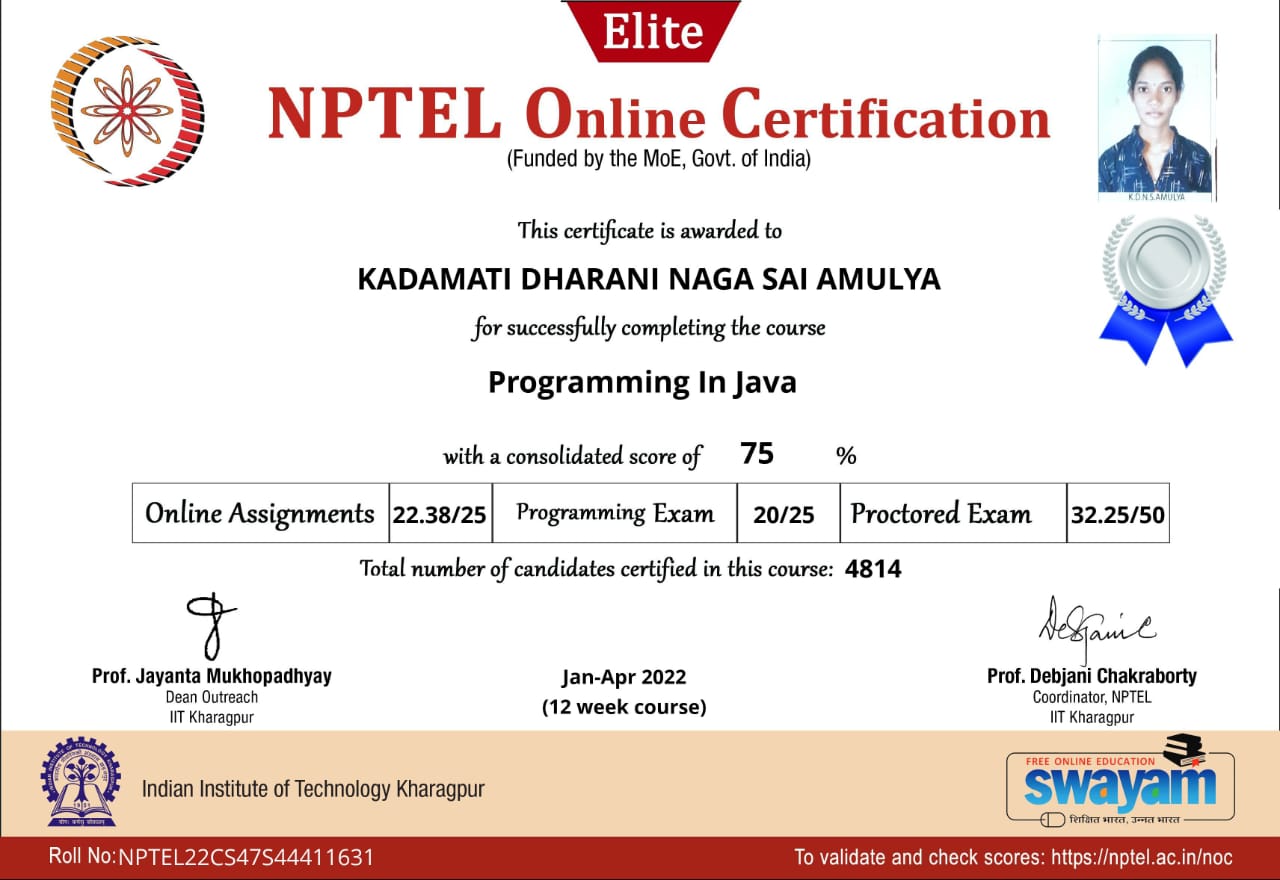 Elite
NPTEL Online Certification
(Funded by the MoE, Govt. of India)
K.D.N.S.AMULYA
This certificate is awarded to
KADAMATI DHARANI NAGA SAI AMULYA
for successfully completing the course
Programming In Java
with a consolidated score of 75 %
Online Assignments 22.38/25 Programming Exam 20/25 Proctored Exam 32.25/50
Total number of candidates certified in this course: 4814
Prof. Jayanta Mukhopadhyay
Dean Outreach
IIT Kharagpur
Jan-Apr 2022
(12 week course)
Prof. Debjani Chakraborty
Coordinator, NPTEL
IIT Kharagpur
1951
Indian Institute of Technology Kharagpur
FREE ONLINE EDUCATION
swayam
शिक्षित भारत, उन्नत भारत
Roll No: NPTEL22CS47S44411631
To validate and check scores: https://nptel.ac.in/noc